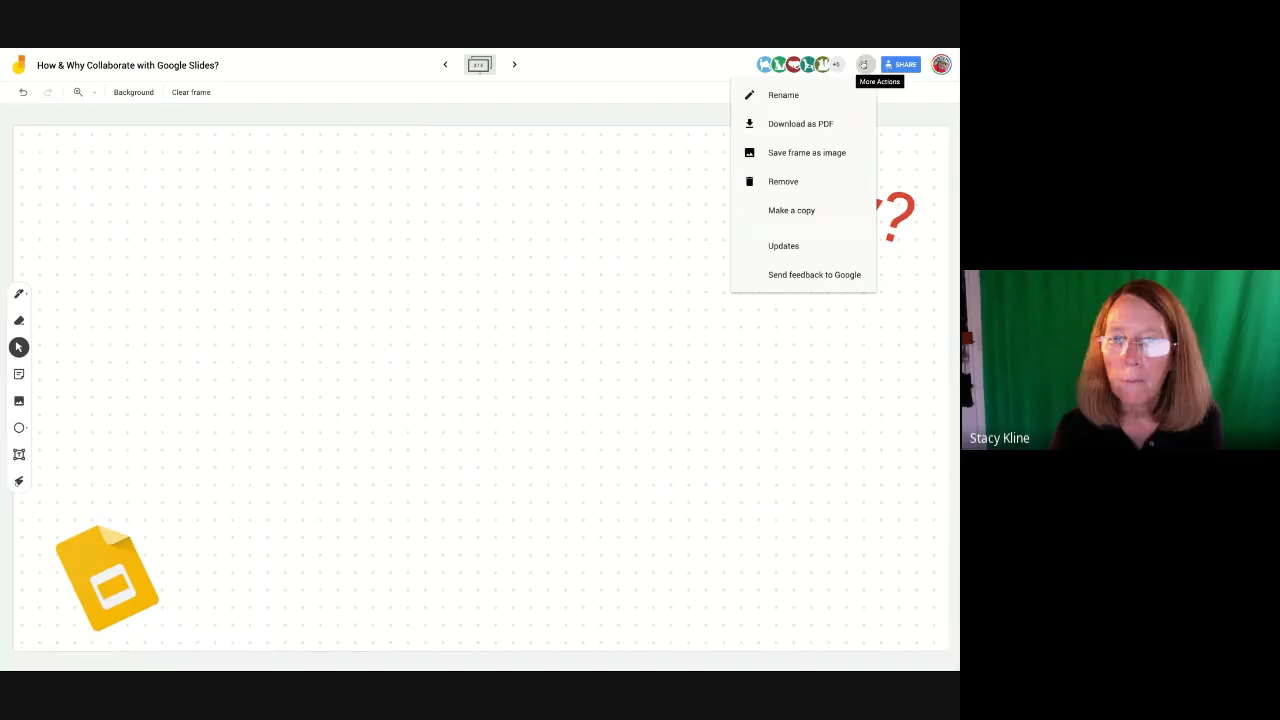 How & Why Collaborate with Google Slides?
+5
SHARE
More Actions
Background
Clear frame
Rename
Download as PDF
Save frame as image
Remove
Make a copy
Updates
Send feedback to Google
?
Stacy Kline